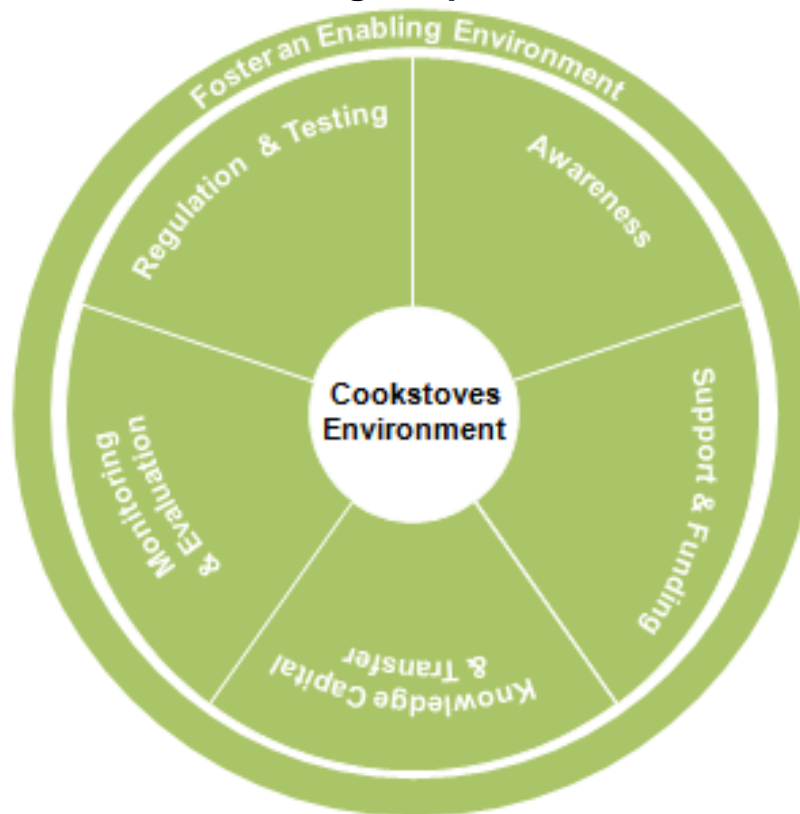 Foster an Enabling Environment
Regulation & Testing
Awareness
Cookstoves
Environment
Support & Funding
Knowledge Capital
& Transfer
Monitoring
& Evaluation